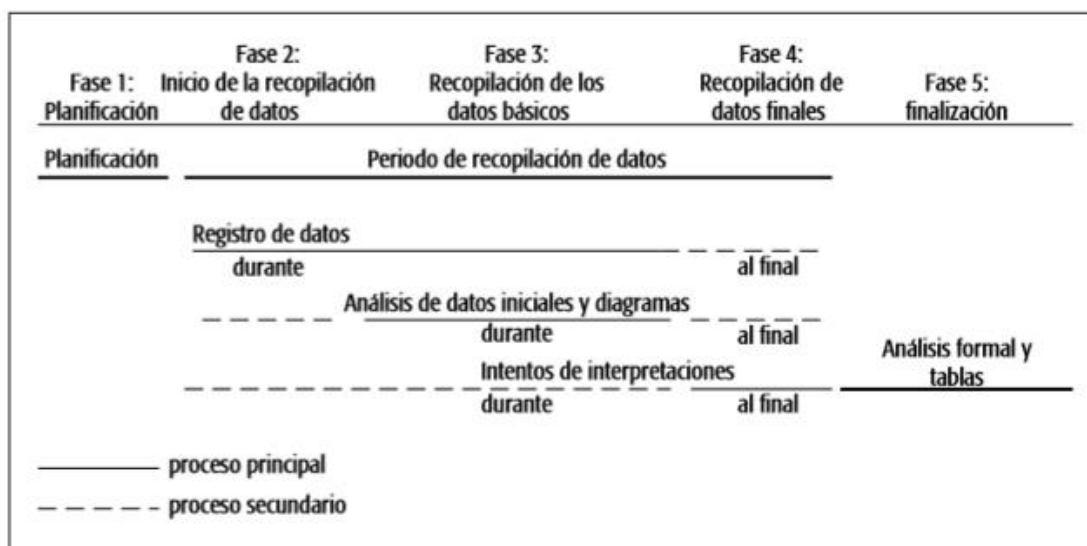 Fase 1:
Planificación
Fase 2:
Inicio de la recopilación
de datos
Fase 3:
Recopilación de los
datos básicos
Fase 4:
Recopilación de
datos finales
Fase 5:
finalización
Planificación
Periodo de recopilación de datos
Registro de datos
durante
al final
Análisis de datos iniciales y diagramas
durante
al final
Intentos de interpretaciones
durante
al final
Análisis formal y
tablas
proceso principal
proceso secundario